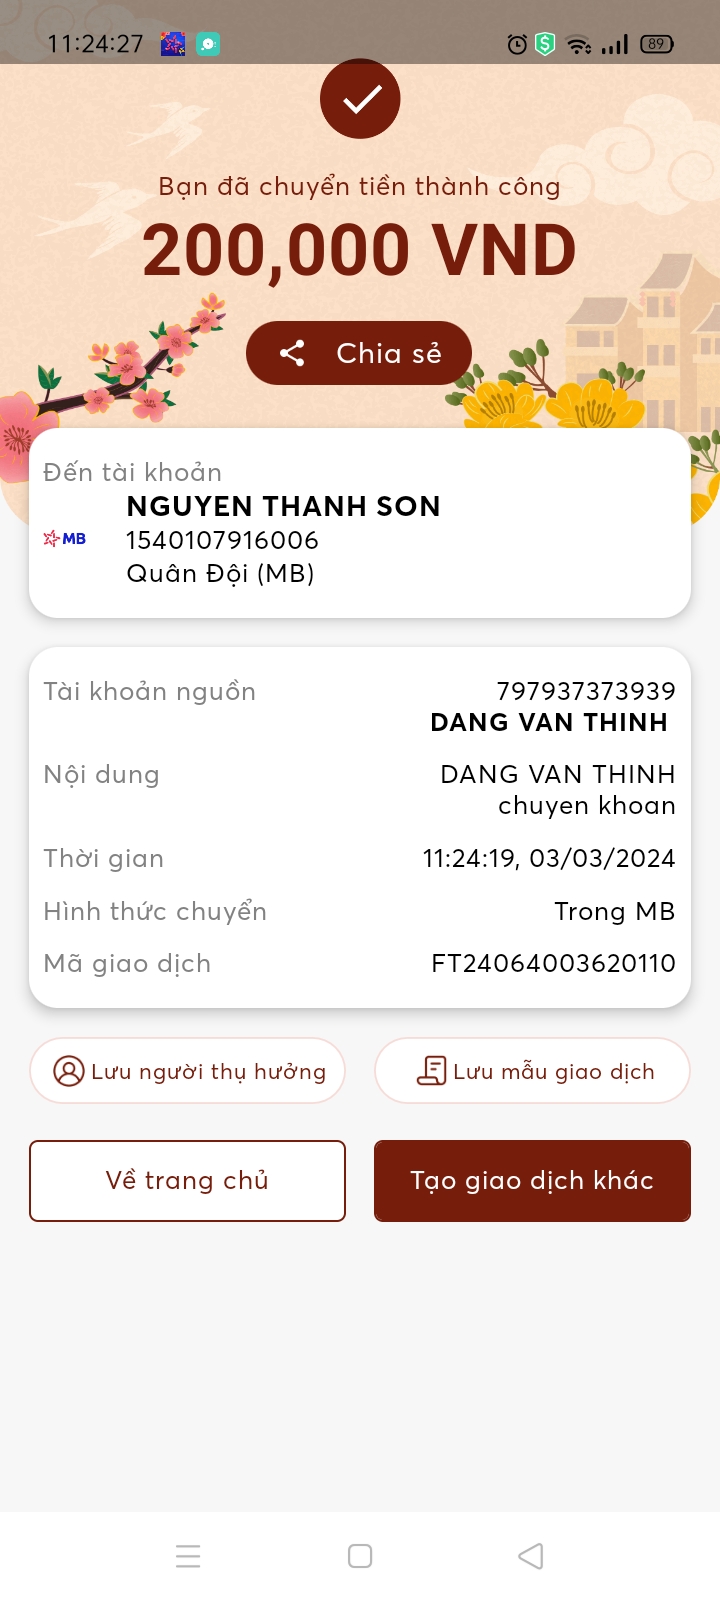 11:24:27
89
Bạn đã chuyển tiền thành công
200,000 VND
Chia sẻ
Đến tài khoản
NGUYEN THANH SON
MB
1540107916006
Quân Đội (MB)
Tài khoản nguồn
797937373939
DANG VAN THINH
Nội dung
DANG VAN THINH
chuyen khoan
Thời gian
11:24:19, 03/03/2024
Hình thức chuyển
Trong MB
Mã giao dịch
FT24064003620110
Lưu người thụ hưởng
Lưu mẫu giao dịch
Về trang chủ
Tạo giao dịch khác